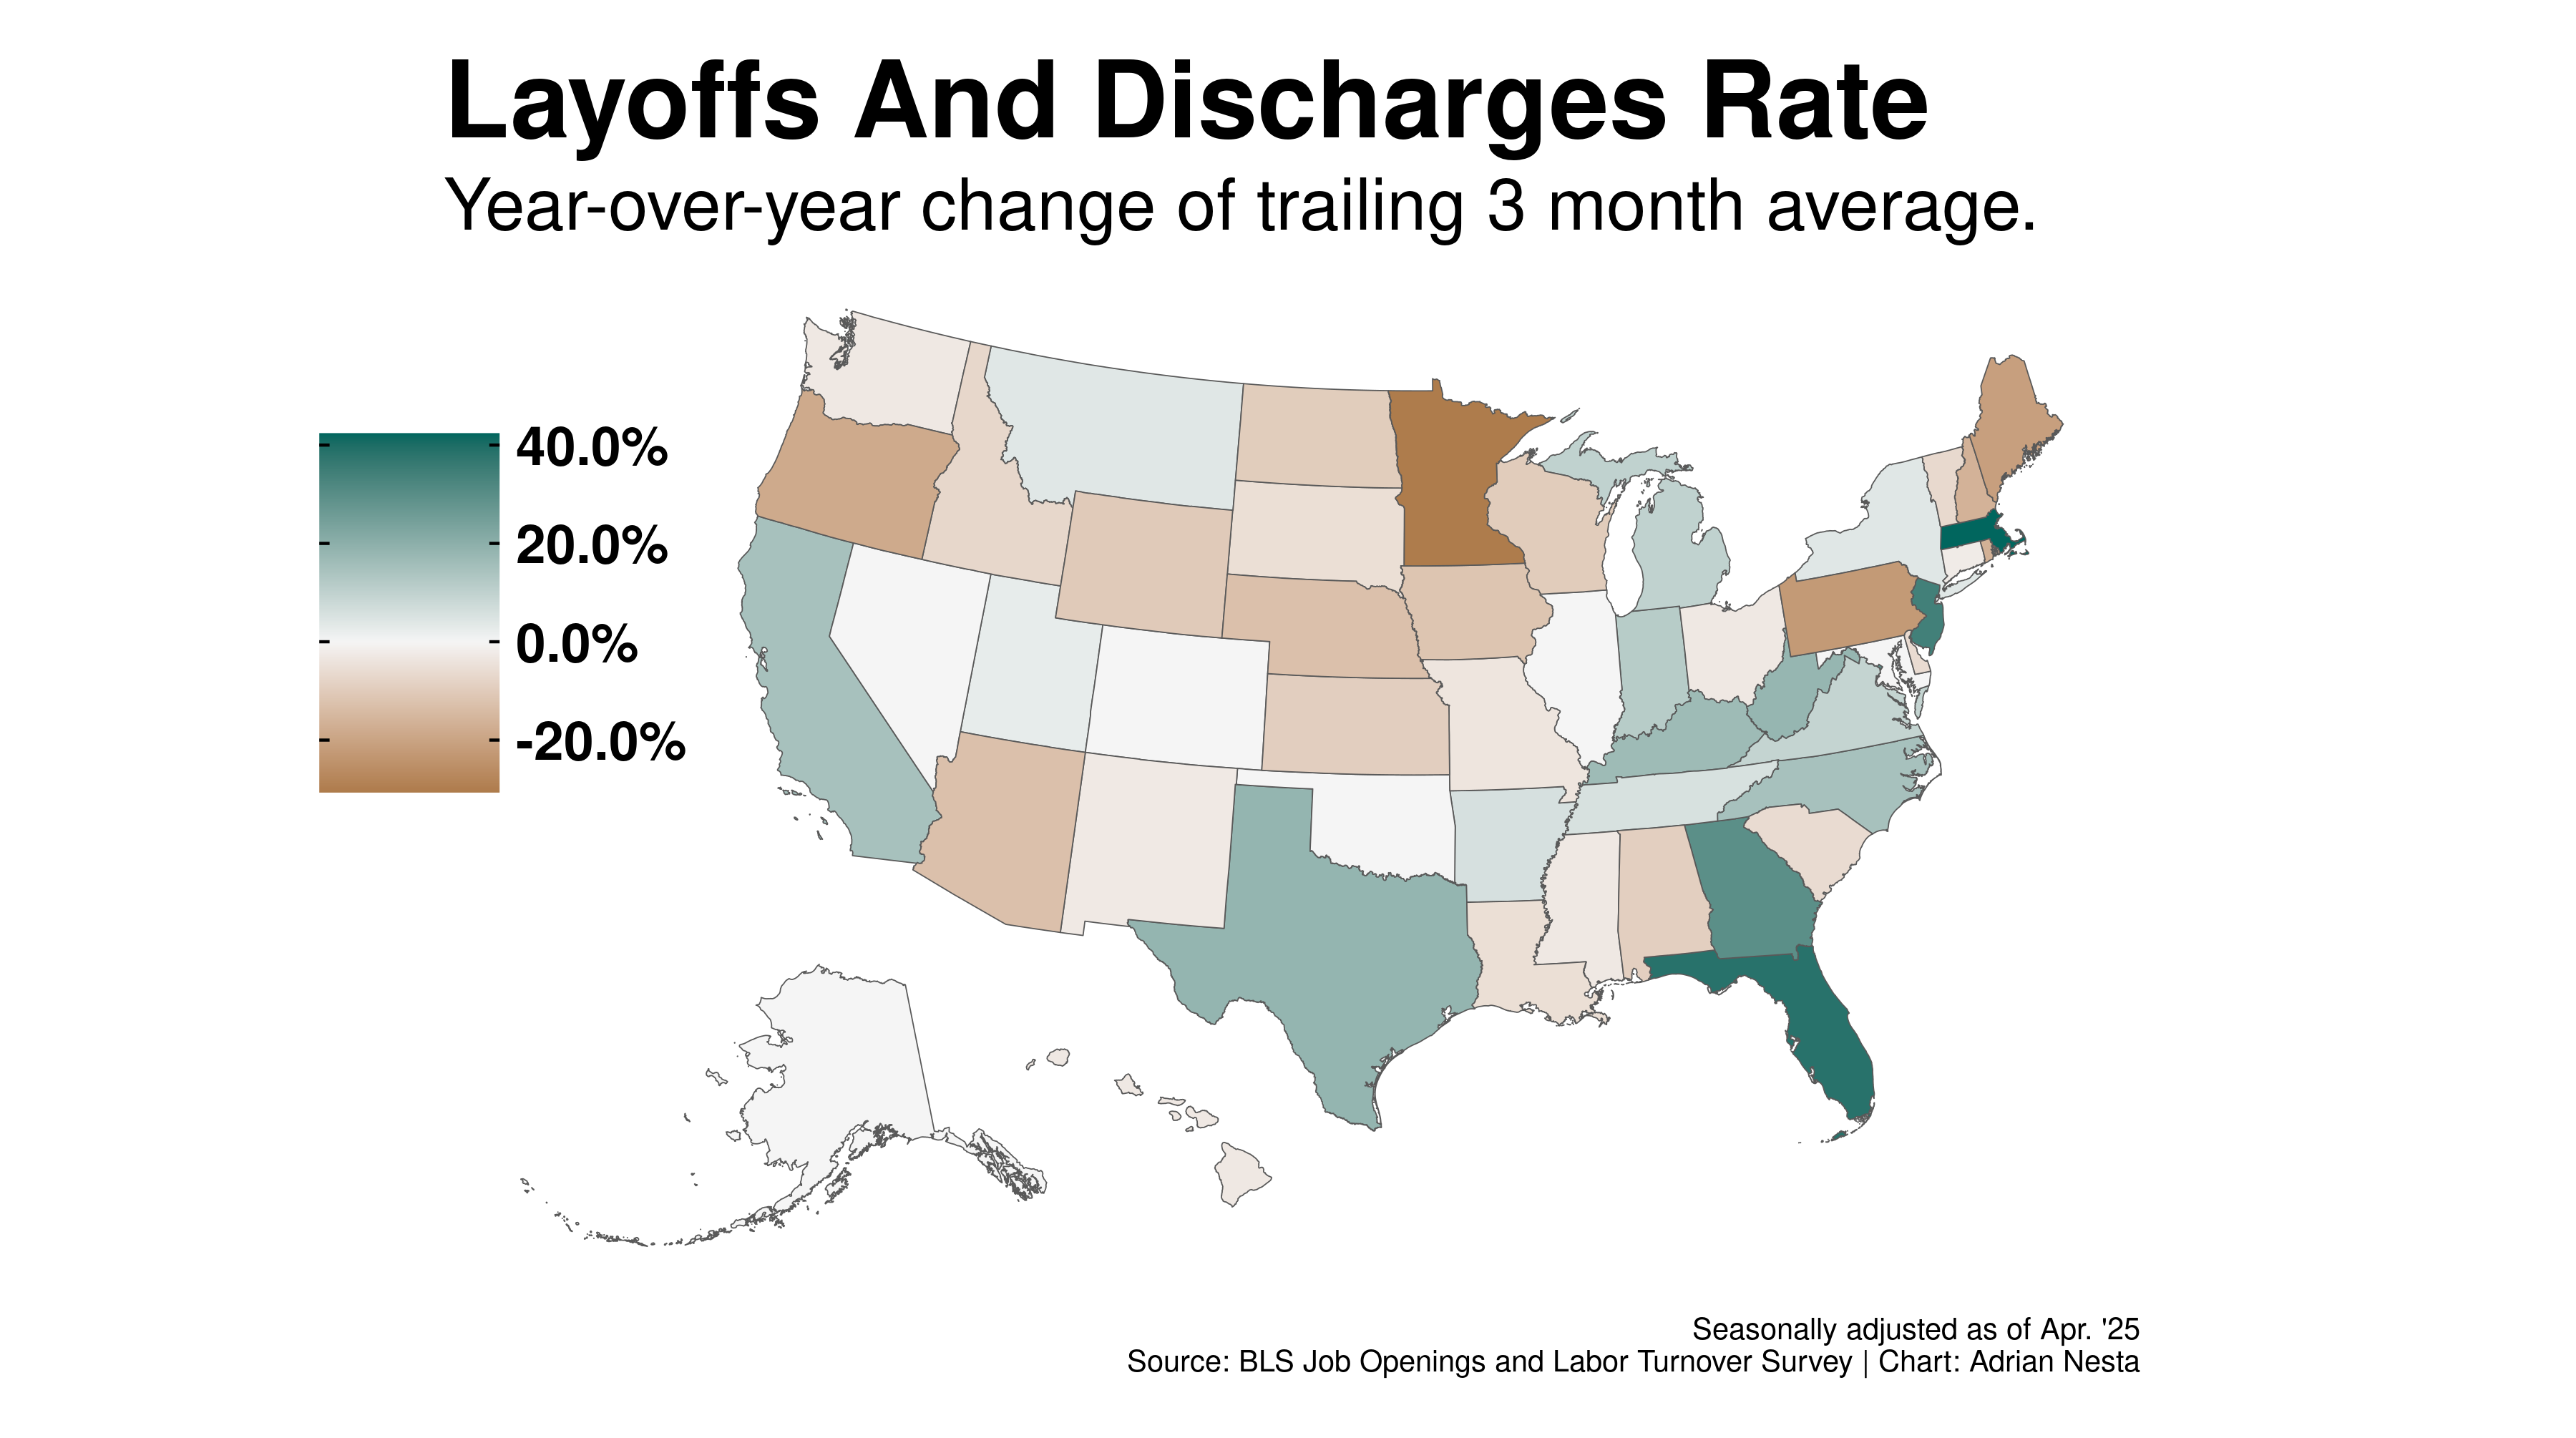 Layoffs And Discharges Rate
Year-over-year change of trailing 3 month average.
40.0%
20.0%
0.0%
-20.0%
Seasonally adjusted as of Apr. '25
Source: BLS Job Openings and Labor Turnover Survey | Chart: Adrian Nesta